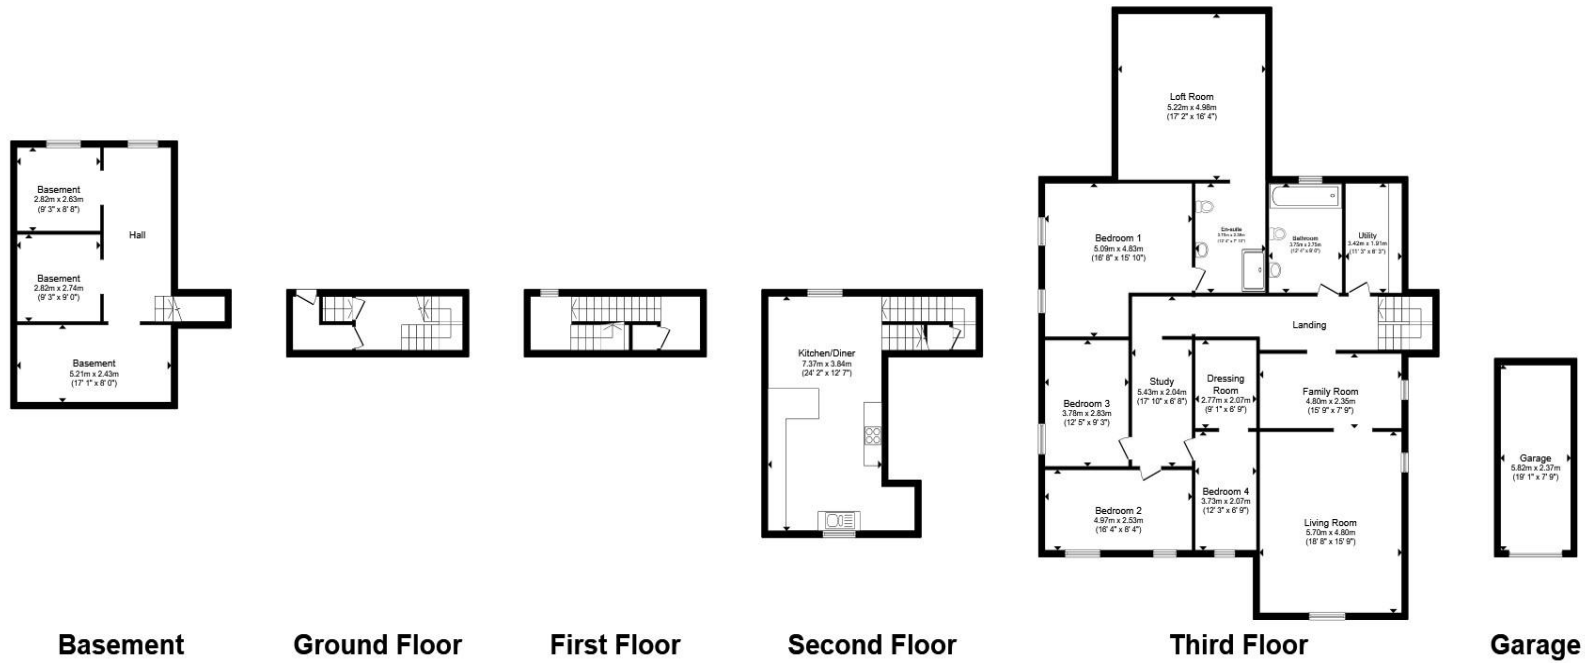 Basement
2.82m x 2.63m
(9' 3" x 8' 8")
Hall
Basement
2.82m x 2.74m
(9' 3" x 9' 0")
Basement
5.21m x 2.43m
(17' 1" x 8' 0")
Kitchen/Diner
7.37m x 3.84m
(24' 2" x 12' 7")
Loft Room
5.22m x 4.98m
(17' 2" x 16' 4")
Bedroom 1
5.09m x 4.83m
(16' 8" x 15' 10")
En-suite
Bathroom
Utility
3.42m x 1.91m
(11' 3" x 6' 3")
Landing
Bedroom 3
3.78m x 2.83m
(12' 5" x 9' 3")
Study
5.43m x 2.04m
(17' 10" x 6' 8")
Dressing
Room
2.77m x 2.07m
(9' 1" x 6' 9")
Family Room
4.80m x 2.35m
(15' 9" x 7' 9")
Bedroom 2
4.97m x 2.53m
(16' 4" x 8' 4")
Bedroom 4
3.73m x 2.07m
(12' 3" x 6' 9")
Living Room
5.70m x 4.80m
(18' 8" x 15' 9")
Garage
5.82m x 2.37m
(19' 1" x 7' 9")
Basement
Ground Floor
First Floor
Second Floor
Third Floor
Garage